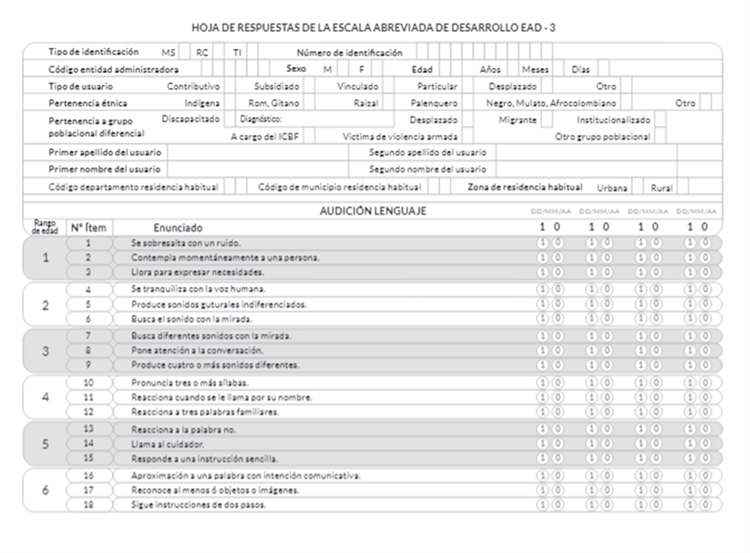 HOJA DE RESPUESTAS DE LA ESCALA ABREVIADA DE DESARROLLO EAD - 3
Tipo de identificación MS RC TI Número de identificación
Código entidad administradora Sexo M F Edad Años Meses Días
Tipo de usuario Contributivo Subsidiado Vinculado Particular Desplazado Otro
Pertenencia étnica Indígena Rom, Gitano Raizal Palenquero Negro, Mulato, Afrocolombiano Otro
Pertenencia a grupo poblacional diferencial Discapacitado Diagnóstico: Desplazado Migrante Institucionalizado
A cargo del ICBF Victima de violencia armada Otro grupo poblacional
Primer apellido del usuario Segundo apellido del usuario
Primer nombre del usuario Segundo nombre del usuario
Código departamento residencia habitual Código de municipio residencia habitual Zona de residencia habitual Urbana Rural
AUDICIÓN LENGUAJE DD/MM/AA DD/MM/AA DD/MM/AA DD/MM/AA
Rango de edad N° Ítem Enunciado 1 0 1 0 1 0 1 0
1
1 Se sobresalta con un ruido. 1 0 1 0 1 0 1 0
2 Contempla momentáneamente a una persona. 1 0 1 0 1 0 1 0
3 Llora para expresar necesidades. 1 0 1 0 1 0 1 0
2
4 Se tranquiliza con la voz humana. 1 0 1 0 1 0 1 0
5 Produce sonidos guturales indiferenciados. 1 0 1 0 1 0 1 0
6 Busca el sonido con la mirada. 1 0 1 0 1 0 1 0
3
7 Busca diferentes sonidos con la mirada. 1 0 1 0 1 0 1 0
8 Pone atención a la conversación. 1 0 1 0 1 0 1 0
9 Produce cuatro o más sonidos diferentes. 1 0 1 0 1 0 1 0
4
10 Pronuncia tres o más sílabas. 1 0 1 0 1 0 1 0
11 Reacciona cuando se le llama por su nombre. 1 0 1 0 1 0 1 0
12 Reacciona a tres palabras familiares. 1 0 1 0 1 0 1 0
5
13 Reacciona a la palabra no. 1 0 1 0 1 0 1 0
14 Llama al cuidador. 1 0 1 0 1 0 1 0
15 Responde a una instrucción sencilla. 1 0 1 0 1 0 1 0
6
16 Aproximación a una palabra con intención comunicativa. 1 0 1 0 1 0 1 0
17 Reconoce al menos 6 objetos o imágenes. 1 0 1 0 1 0 1 0
18 Sigue instrucciones de dos pasos. 1 0 1 0 1 0 1 0